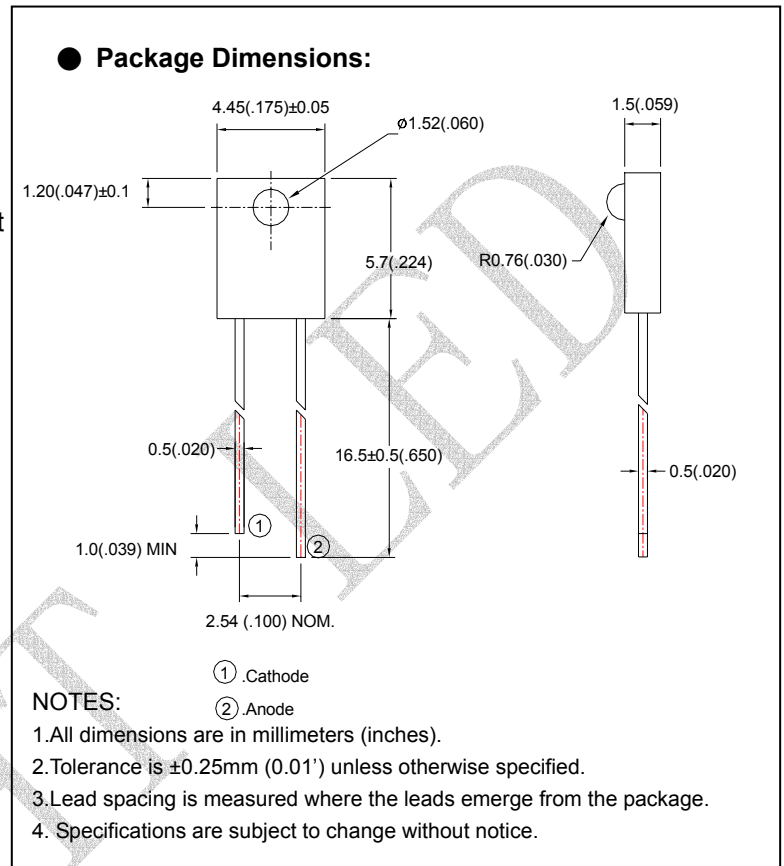 ● Package Dimensions:
4.45(.175)±0.05
1.5(.059)
ø1.52(.060)
1.20(.047)±0.1
t
5.7(.224)
R0.76(.030)
0.5(.020)
16.5±0.5(.650)
0.5(.020)
①
1.0(.039) MIN
②
2.54 (.100) NOM.
① .Cathode
NOTES:
② .Anode
1.All dimensions are in millimeters (inches).
2.Tolerance is ±0.25mm (0.01‘) unless otherwise specified.
3.Lead spacing is measured where the leads emerge from the package.
4. Specifications are subject to change without notice.
T LED